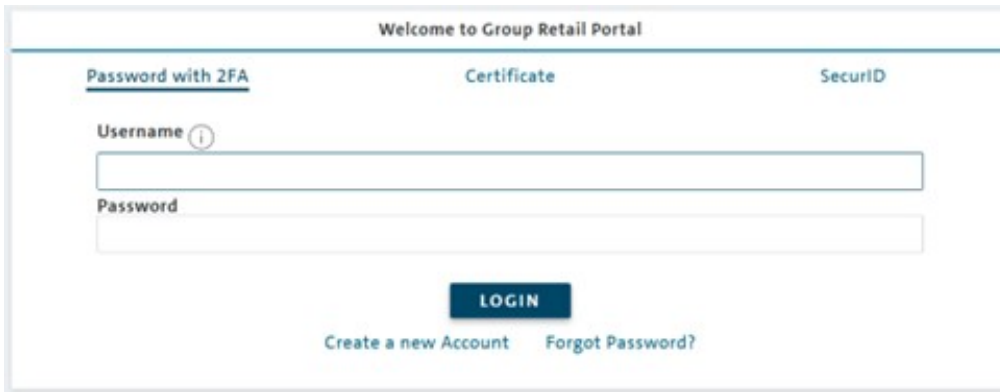 Welcome to Group Retail Portal
Password with 2FA Certificate SecurID
Username i
Password
LOGIN
Create a new Account Forgot Password?